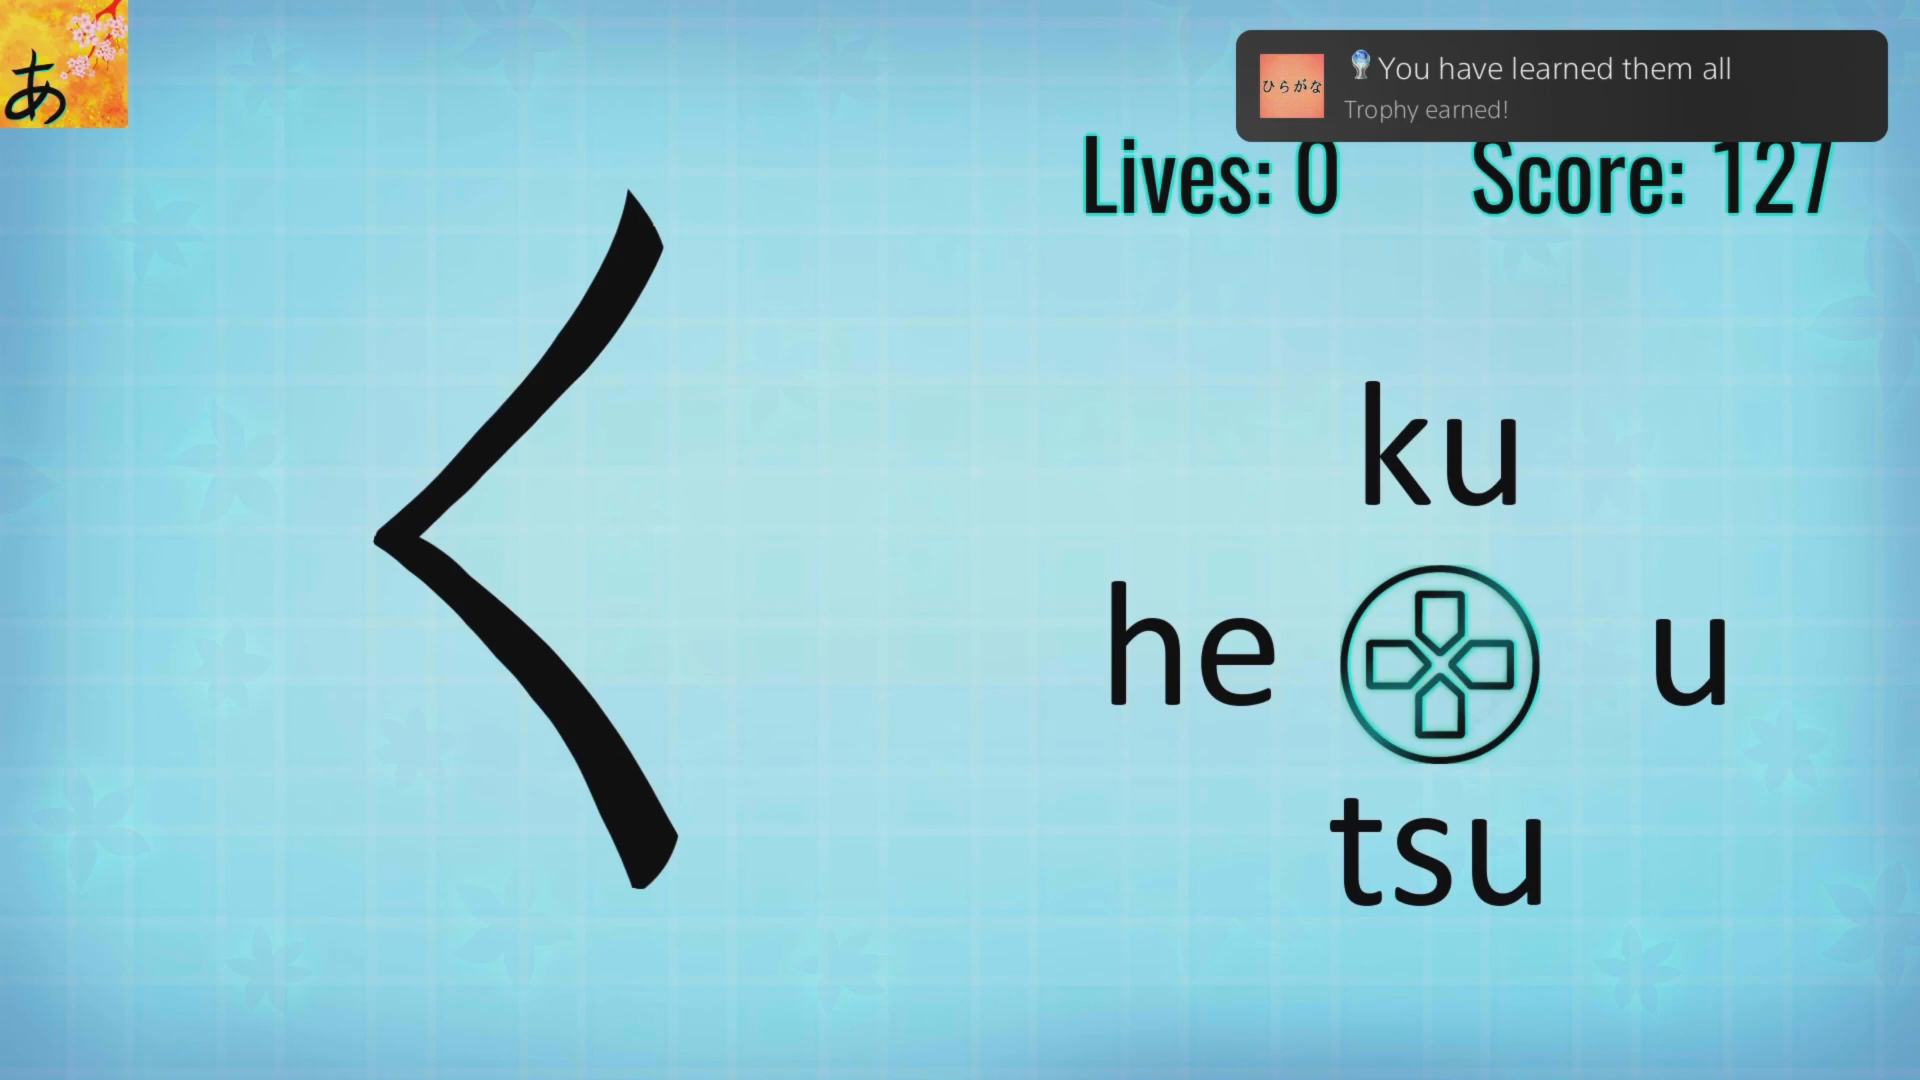 あ
You have learned them all
ひらがな
Trophy earned!
Lives: 0 Score: 127
く
ku
he u
tsu